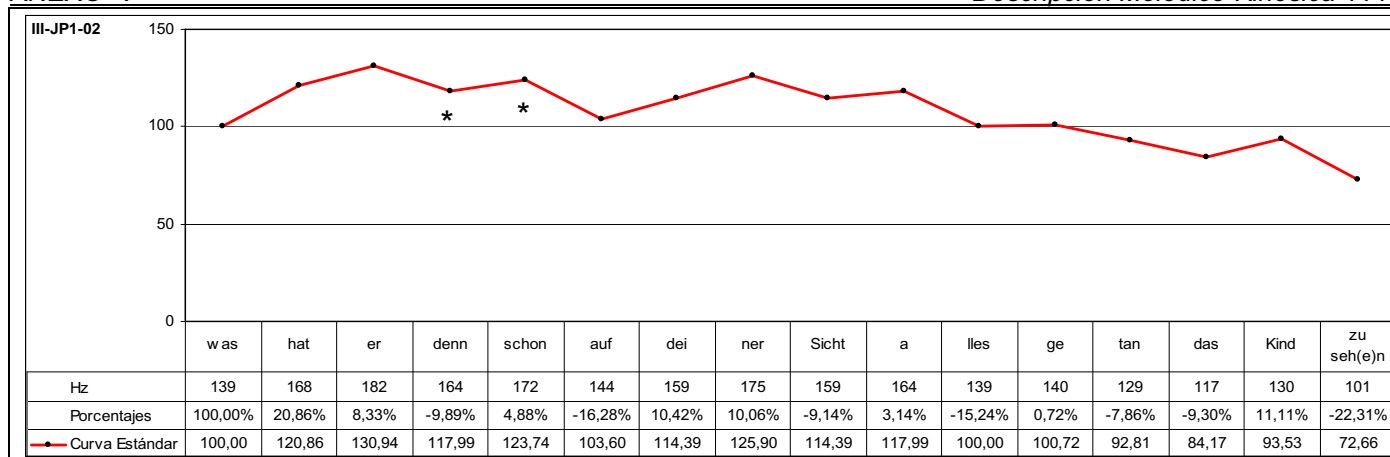 III-JP1-02
150
100
50
0
*
*
was hat er denn schon auf dei ner Sicht a lles ge tan das Kind zu seh(e)n
Hz 139 168 182 164 172 144 159 175 159 164 139 140 129 117 130 101
Porcentajes 100,00% 20,86% 8,33% -9,89% 4,88% -16,28% 10,42% 10,06% -9,14% 3,14% -15,24% 0,72% -7,86% -9,30% 11,11% -22,31%
Curva Estándar 100,00 120,86 130,94 117,99 123,74 103,60 114,39 125,90 114,39 117,99 100,00 100,72 92,81 84,17 93,53 72,66